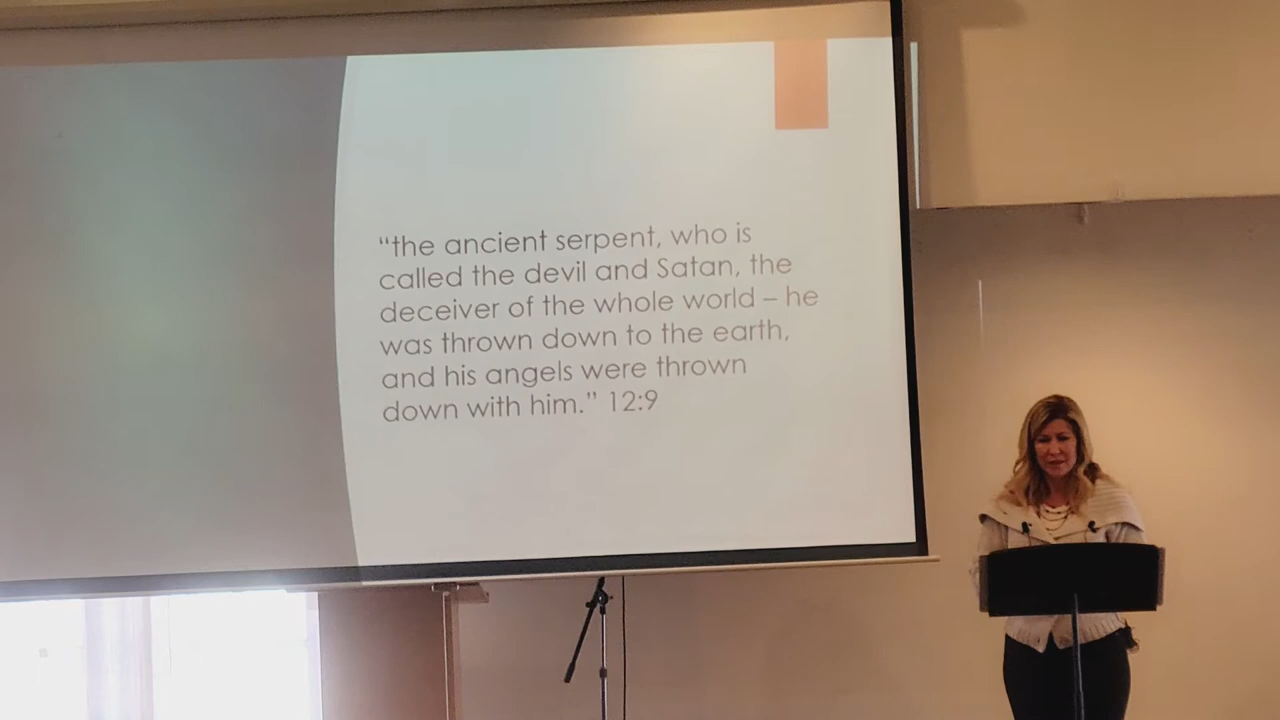 “the ancient serpent, who is
called the devil and Satan, the
deceiver of the whole world – he
was thrown down to the earth,
and his angels were thrown
down with him.” 12:9